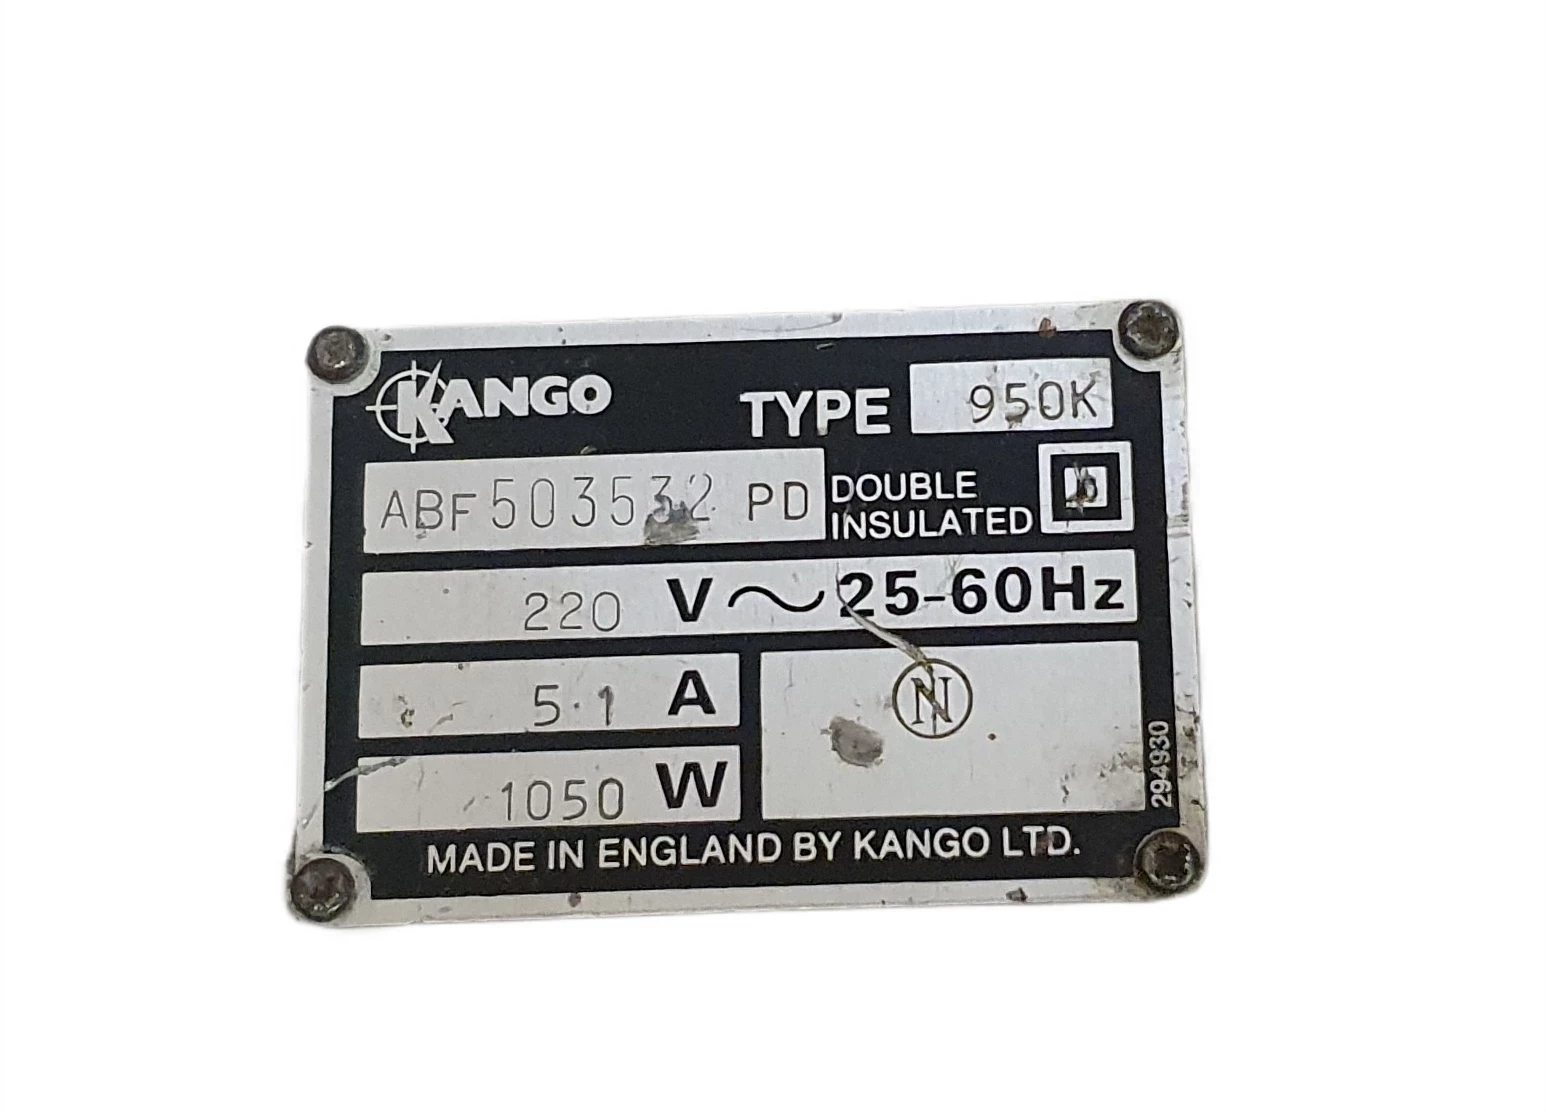 KANGO
TYPE 950K
ABF 503532 PD
DOUBLE
INSULATED
220 V ~ 25-60Hz
5·1 A
N
1050 W
294930
MADE IN ENGLAND BY KANGO LTD.